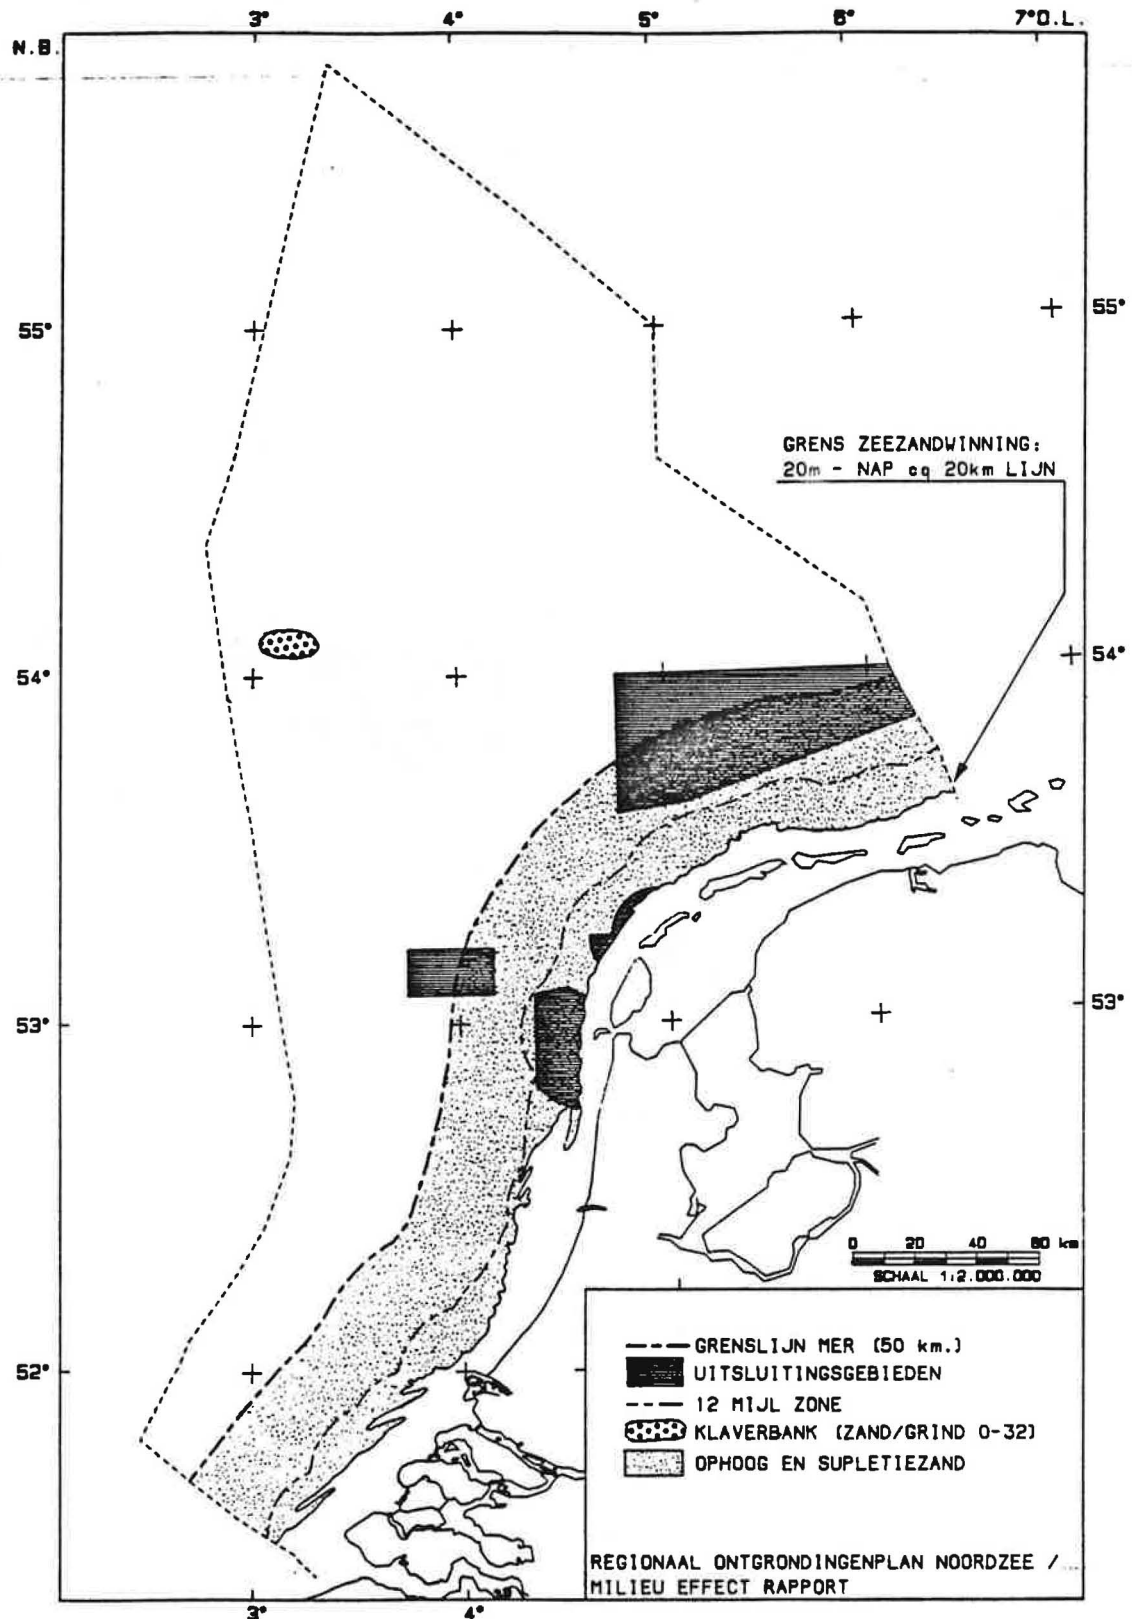 3° 4° 5° 6° 7°O.L.
N.B.
55° 55°
GRENS ZEEZANDWINNING:
20m - NAP cq 20km LIJN
54° 54°
53° 53°
0 20 40 60 km
SCHAAL 1:2.000.000
52°
GRENSLIJN MER (50 km.)
UITSLUITINGSGEBIEDEN
12 MIJL ZONE
KLAVERBANK (ZAND/GRIND 0-32)
OPHOOG EN SUPLETIEZAND
REGIONAAL ONTGRONDINGENPLAN NOORDZEE /
MILIEU EFFECT RAPPORT
3° 4°